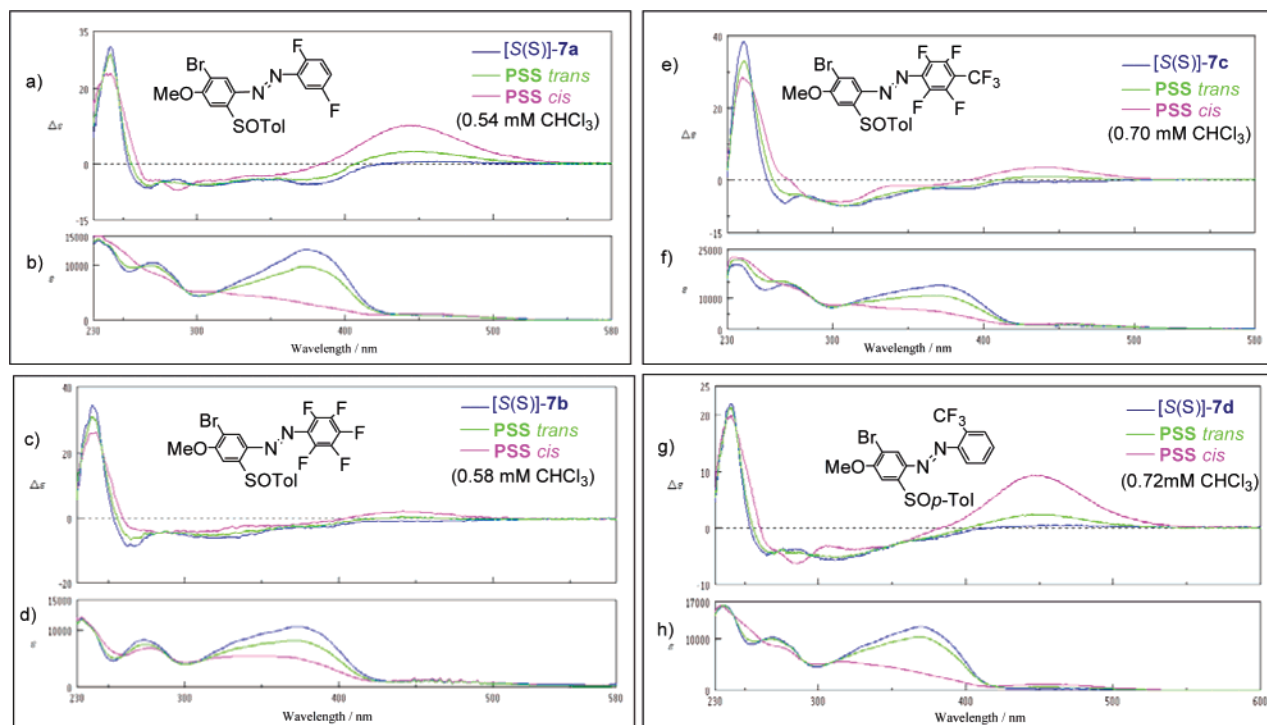 a)
35
20
0
-15
Δε
Br
MeO
N
N
SOTol
F
F
[S(S)]-7a
PSS trans
PSS cis
(0.54 mM CHCl3)
b)
15000
10000
ε
0
230 300 400 500 580
Wavelength / nm
e)
40
20
0
-15
Δε
Br
MeO
N
N
SOTol
F F
CF3
F F
[S(S)]-7c
PSS trans
PSS cis
(0.70 mM CHCl3)
f)
25000
10000
ε
0
230 300 400 500 600
Wavelength / nm
c)
40
20
0
-20
Δε
Br
MeO
N
N
SOTol
F F
F
F F
[S(S)]-7b
PSS trans
PSS cis
(0.58 mM CHCl3)
d)
15000
10000
ε
0
230 300 400 500 580
Wavelength / nm
g)
25
20
10
0
-10
Δε
Br
MeO
N
N
SOp-Tol
CF3
[S(S)]-7d
PSS trans
PSS cis
(0.72mM CHCl3)
h)
17000
10000
ε
0
230 300 400 500 600
Wavelength / nm